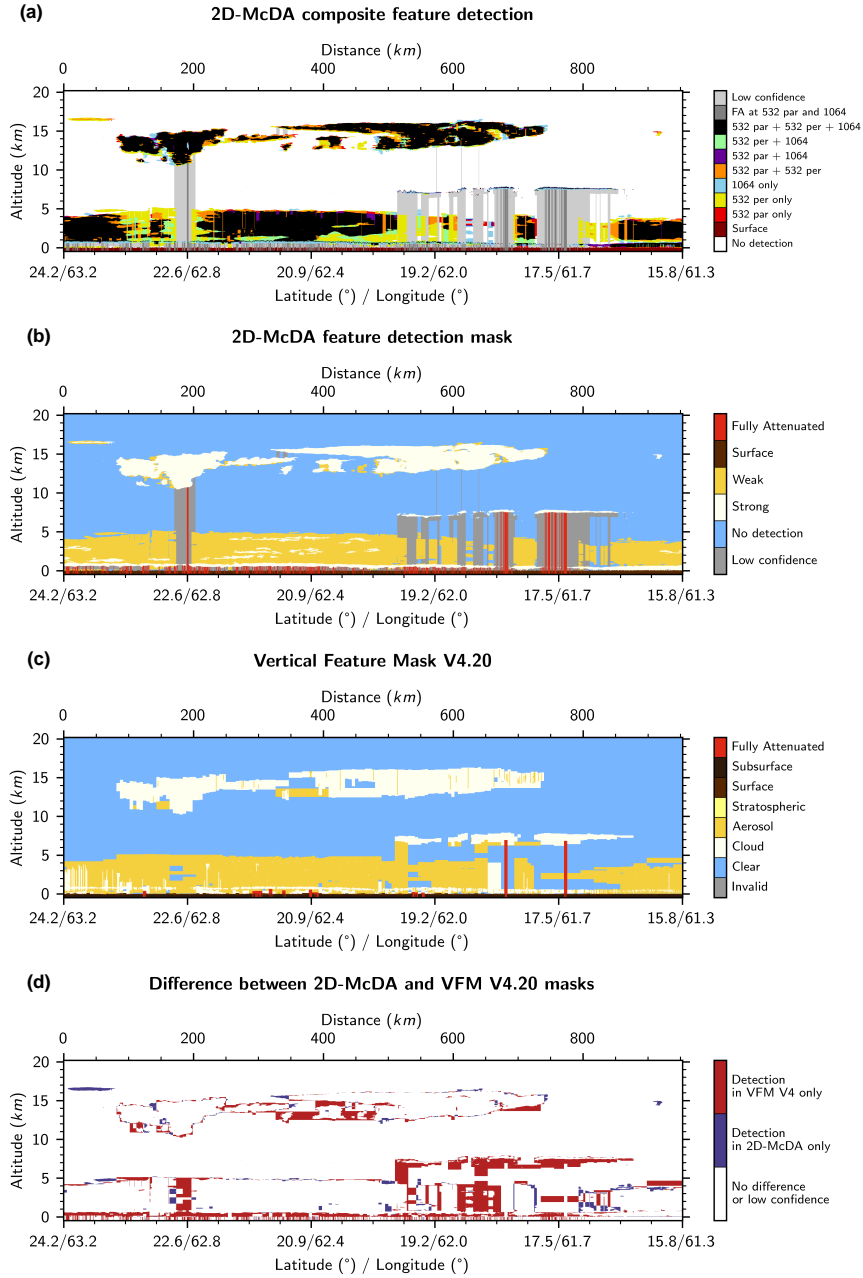 (a)
2D-McDA composite feature detection
Distance (km)
0 200 400 600 800
20
15
10
5
0
Altitude (km)
24.2/63.2 22.6/62.8 20.9/62.4 19.2/62.0 17.5/61.7 15.8/61.3
Latitude (°) / Longitude (°)
Low confidence
FA at 532 par and 1064
532 par + 532 per + 1064
532 per + 1064
532 par + 1064
532 par + 532 per
1064 only
532 per only
532 par only
Surface
No detection
(b)
2D-McDA feature detection mask
Distance (km)
0 200 400 600 800
20
15
10
5
0
Altitude (km)
24.2/63.2 22.6/62.8 20.9/62.4 19.2/62.0 17.5/61.7 15.8/61.3
Latitude (°) / Longitude (°)
Fully Attenuated
Surface
Weak
Strong
No detection
Low confidence
(c)
Vertical Feature Mask V4.20
Distance (km)
0 200 400 600 800
20
15
10
5
0
Altitude (km)
24.2/63.2 22.6/62.8 20.9/62.4 19.2/62.0 17.5/61.7 15.8/61.3
Latitude (°) / Longitude (°)
Fully Attenuated
Subsurface
Surface
Stratospheric
Aerosol
Cloud
Clear
Invalid
(d)
Difference between 2D-McDA and VFM V4.20 masks
Distance (km)
0 200 400 600 800
20
15
10
5
0
Altitude (km)
24.2/63.2 22.6/62.8 20.9/62.4 19.2/62.0 17.5/61.7 15.8/61.3
Latitude (°) / Longitude (°)
Detection
in VFM V4 only
Detection
in 2D-McDA only
No difference
or low confidence